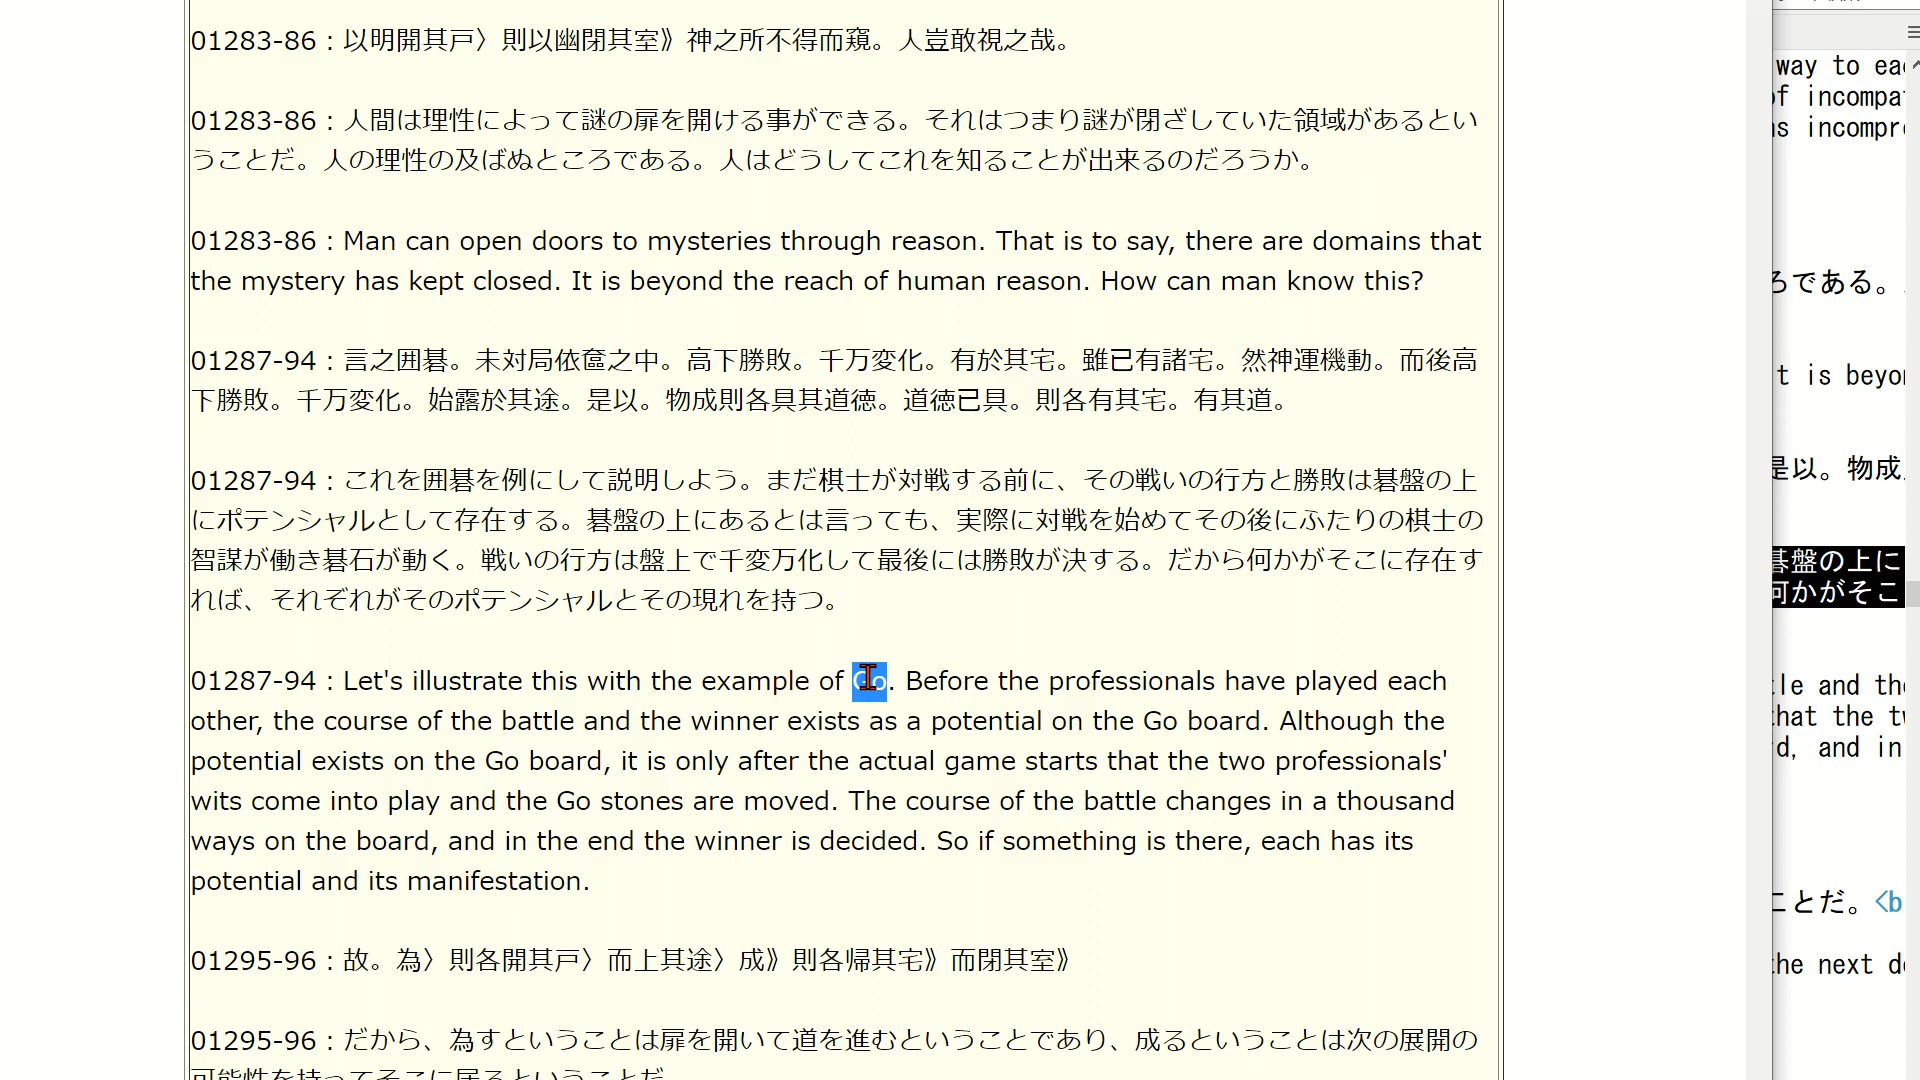 01283-86 : 以明開其戸〉則以幽閉其室》神之所不得而窺。人豈敢視之哉。
01283-86 : 人間は理性によって謎の扉を開ける事ができる。それはつまり謎が閉ざしていた領域があるとい
うことだ。人の理性の及ばぬところである。人はどうしてこれを知ることが出来るのだろうか。
01283-86 : Man can open doors to mysteries through reason. That is to say, there are domains that
the mystery has kept closed. It is beyond the reach of human reason. How can man know this?
01287-94 : 言之囲碁。未対局依奩之中。高下勝敗。千万変化。有於其宅。雖已有諸宅。然神運機動。而後高
下勝敗。千万変化。始露於其途。是以。物成則各具其道徳。道徳已具。則各有其宅。有其道。
01287-94 : これを囲碁を例にして説明しよう。まだ棋士が対戦する前に、その戦いの行方と勝敗は碁盤の上
にポテンシャルとして存在する。碁盤の上にあるとは言っても、実際に対戦を始めてその後にふたりの棋士の
智謀が働き碁石が動く。戦いの行方は盤上で千変万化して最後には勝敗が決する。だから何かがそこに存在す
れば、それぞれがそのポテンシャルとその現れを持つ。
01287-94 : Let's illustrate this with the example of Go. Before the professionals have played each
other, the course of the battle and the winner exists as a potential on the Go board. Although the
potential exists on the Go board, it is only after the actual game starts that the two professionals'
wits come into play and the Go stones are moved. The course of the battle changes in a thousand
ways on the board, and in the end the winner is decided. So if something is there, each has its
potential and its manifestation.
01295-96 : 故。為〉則各開其戸〉而上其途〉成》則各帰其宅》而閉其室》
01295-96 : だから、為すということは扉を開いて道を進むということであり、成るということは次の展開の
可能性を持ってそこに居るということだ
way to ea
of incompa
s incompr
ろである。
t is beyo
是以。物成
碁盤の上に
何かがそこ
tle and th
that the t
rd, and in
ことだ。<b
the next d